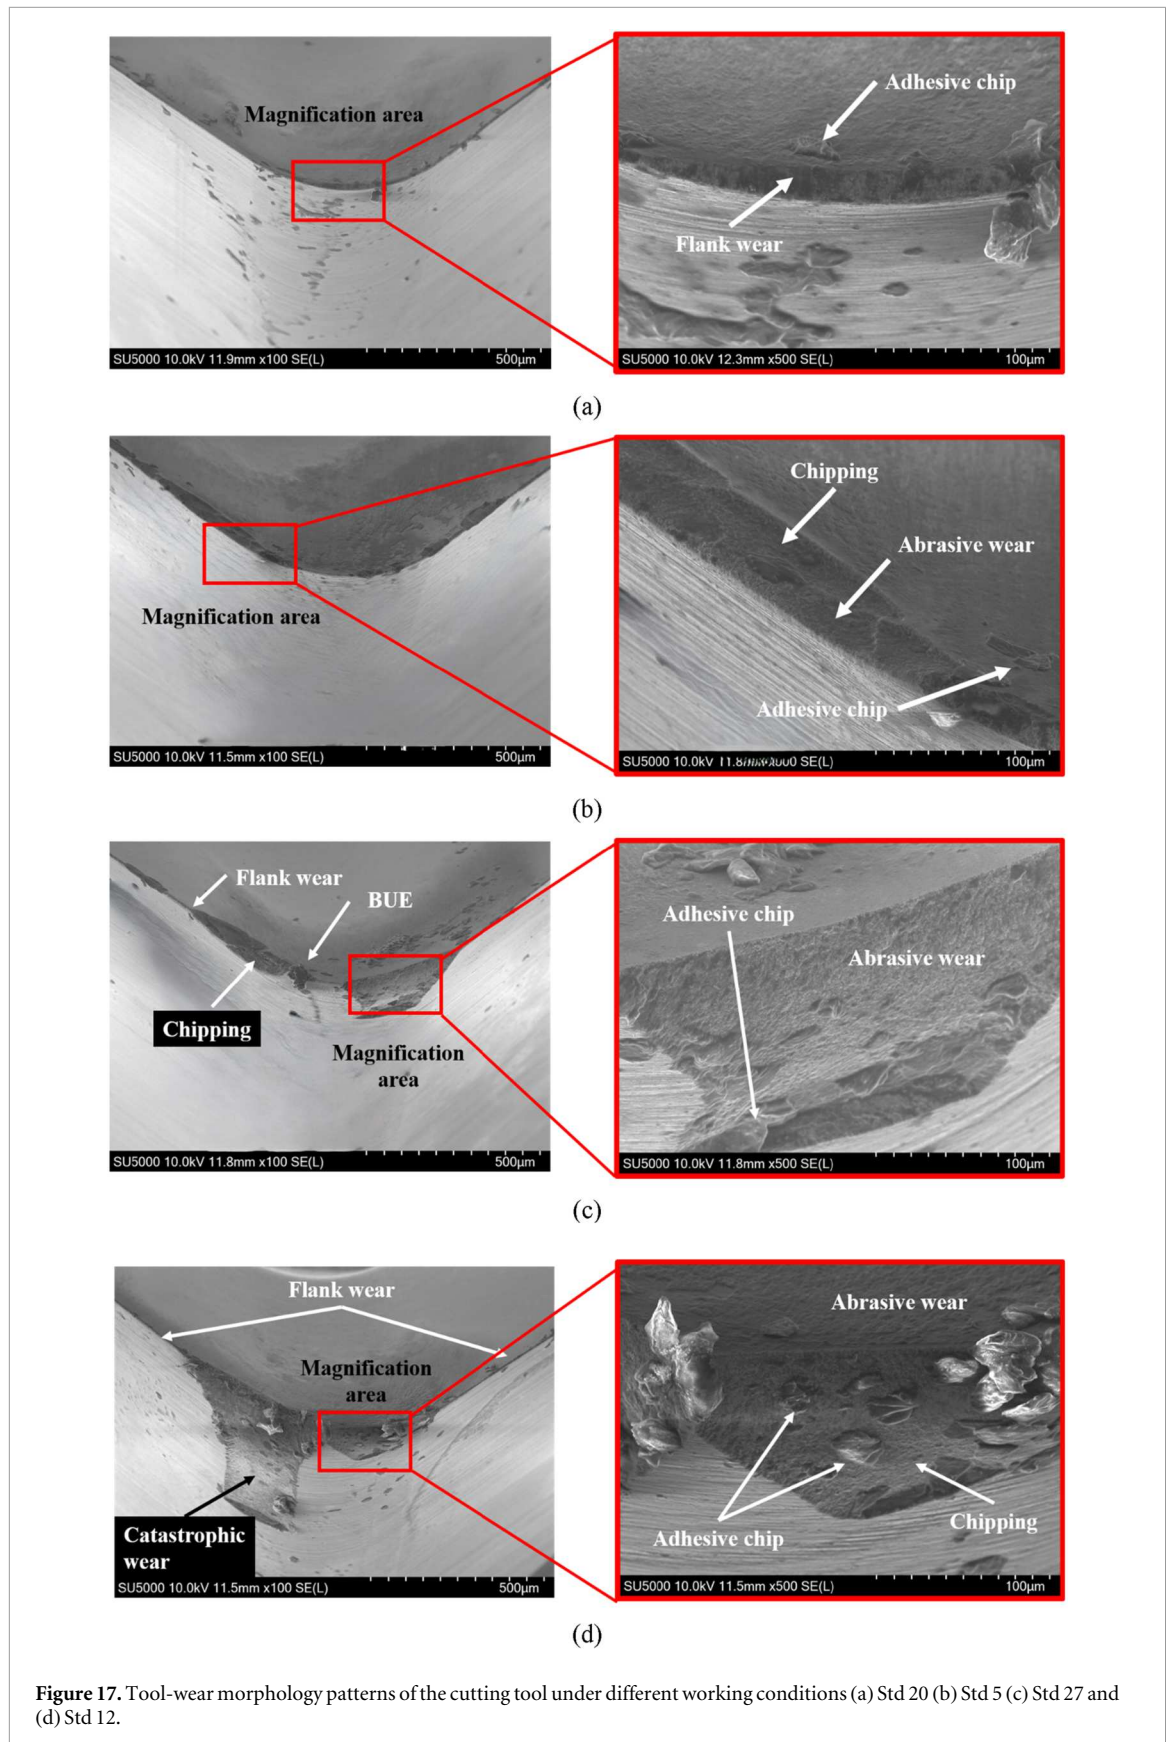 Magnification area
Adhesive chip
Flank wear
SU5000 10.0kV 11.9mm x100 SE(L) 500µm
SU5000 10.0kV 12.3mm x500 SE(L) 100µm
(a)
Magnification area
Chipping
Abrasive wear
Adhesive chip
SU5000 10.0kV 11.5mm x100 SE(L) 500µm
SU5000 10.0kV SE(L) 100µm
(b)
Flank wear
BUE
Chipping
Magnification
area
Adhesive chip
Abrasive wear
SU5000 10.0kV 11.8mm x100 SE(L) 500µm
SU5000 10.0kV 11.8mm x500 SE(L) 100µm
(c)
Flank wear
Magnification
area
Catastrophic
wear
Abrasive wear
Adhesive chip
Chipping
SU5000 10.0kV 11.5mm x100 SE(L) 500µm
SU5000 10.0kV 11.5mm x500 SE(L) 100µm
(d)
Figure 17. Tool-wear morphology patterns of the cutting tool under different working conditions (a) Std 20 (b) Std 5 (c) Std 27 and
(d) Std 12.